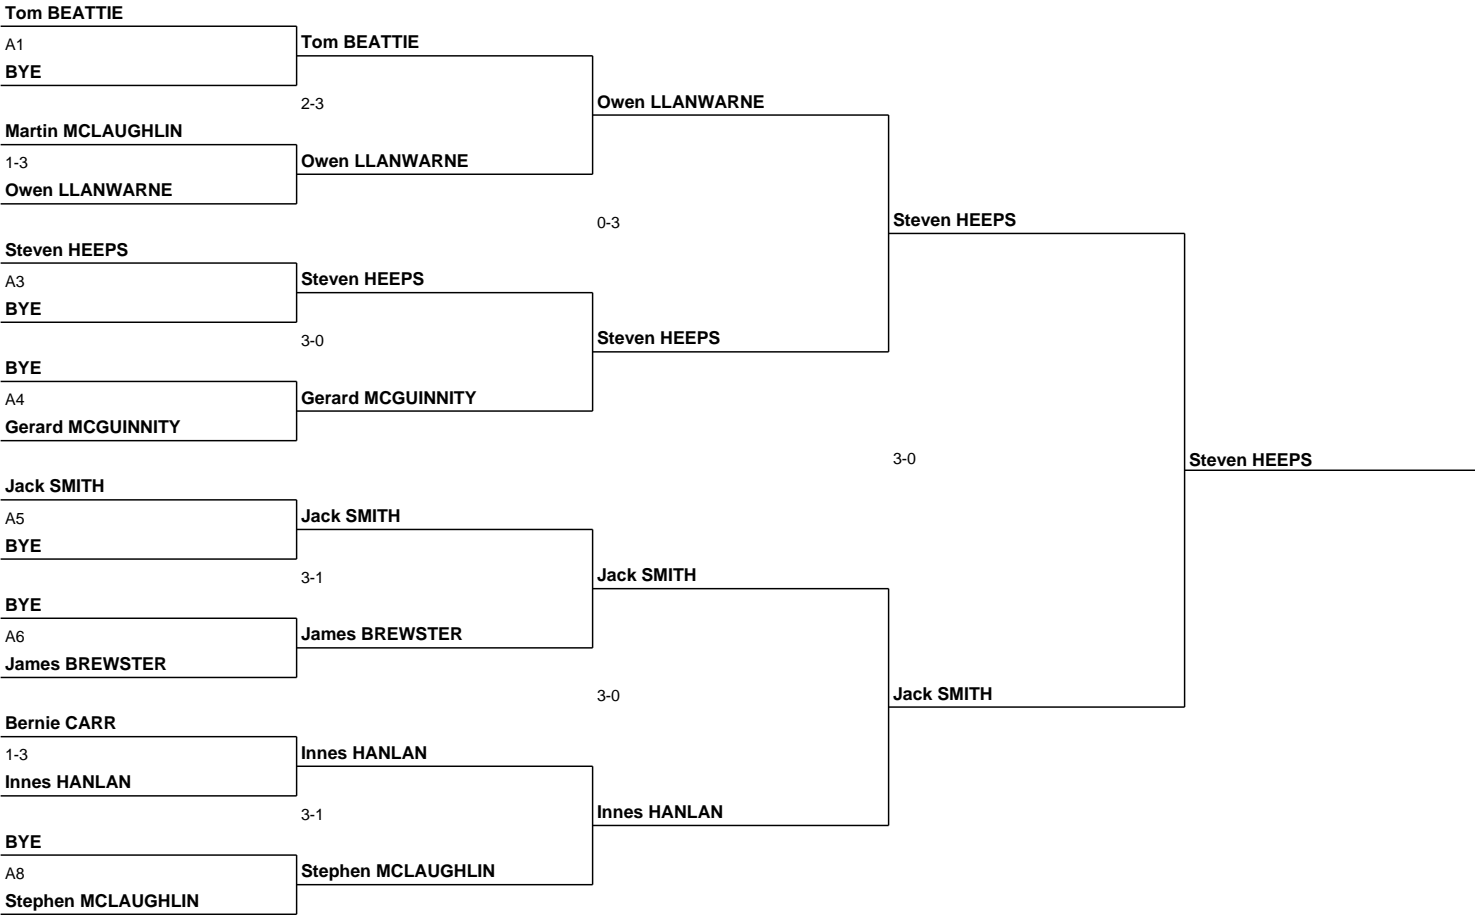 Tom BEATTIE
A1
BYE
Martin MCLAUGHLIN
1-3
Owen LLANWARNE
Steven HEEPS
A3
BYE
BYE
A4
Gerard MCGUINNITY
Jack SMITH
A5
BYE
BYE
A6
James BREWSTER
Bernie CARR
1-3
Innes HANLAN
BYE
A8
Stephen MCLAUGHLIN
Tom BEATTIE
2-3
Owen LLANWARNE
Steven HEEPS
3-0
Gerard MCGUINNITY
Jack SMITH
3-1
James BREWSTER
Innes HANLAN
3-1
Stephen MCLAUGHLIN
Owen LLANWARNE
0-3
Steven HEEPS
Jack SMITH
3-0
Innes HANLAN
Steven HEEPS
3-0
Jack SMITH
Steven HEEPS